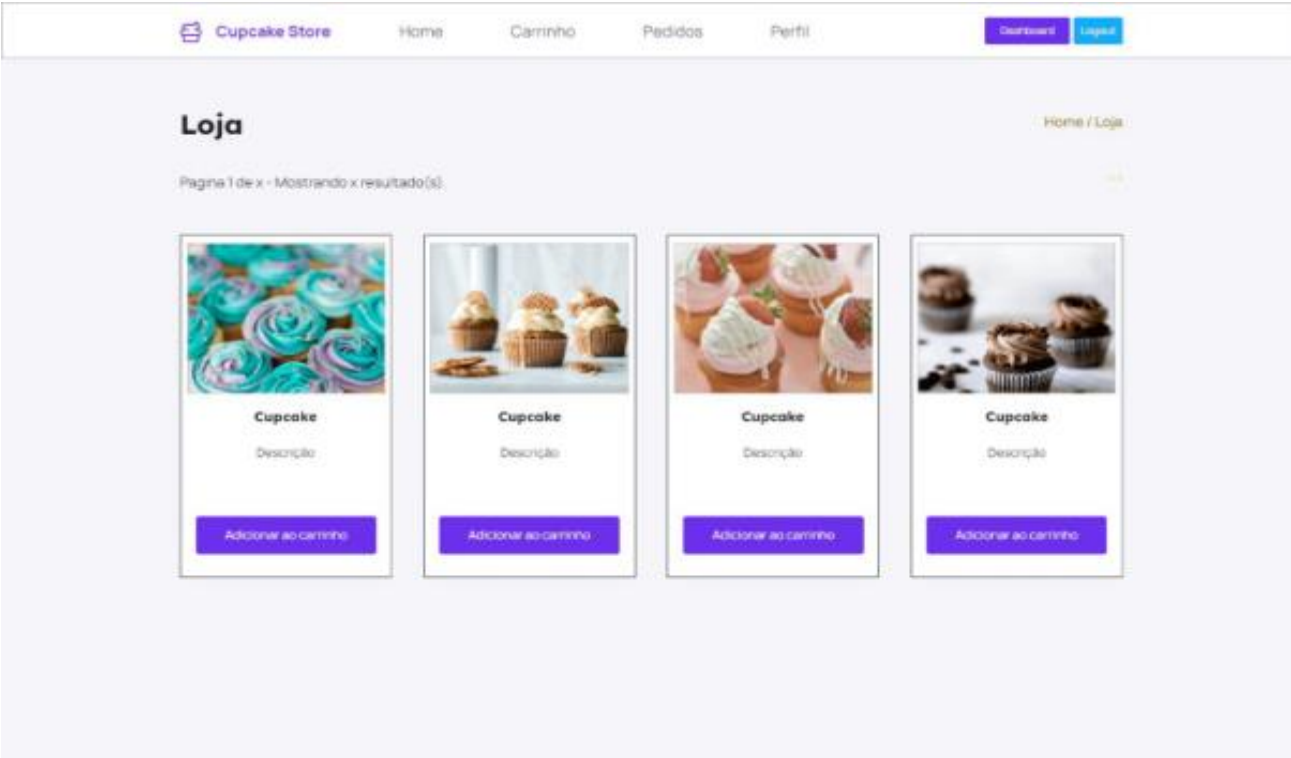 Cupcake Store Home Carrinho Pedidos Perfil Dashboard Logout
Loja
Home / Loja
Pagina 1 de x - Mostrando x resultado(s)
Cupcake Cupcake Cupcake Cupcake
Descrição Descrição Descrição Descrição
Adicionar ao carrinho Adicionar ao carrinho Adicionar ao carrinho Adicionar ao carrinho